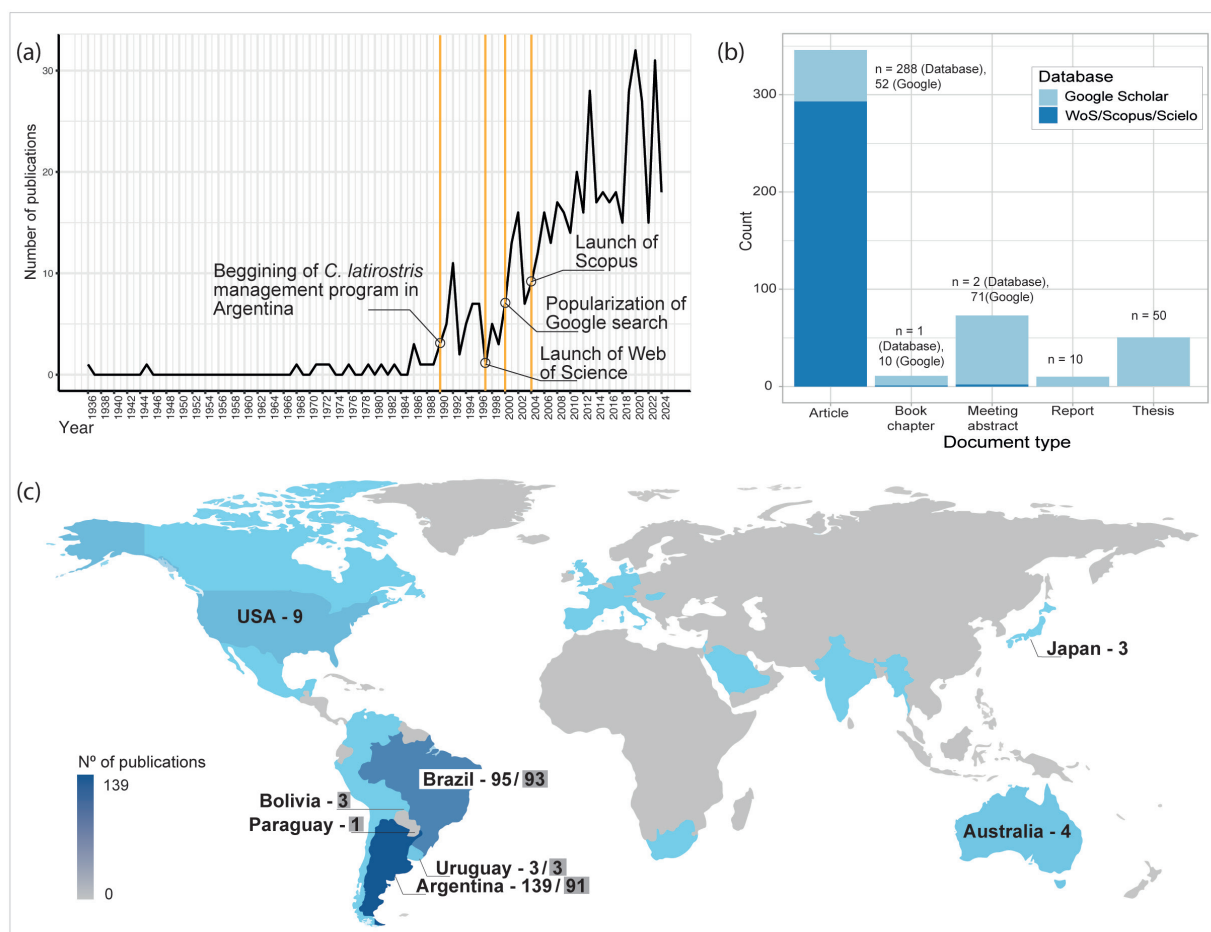 (a)
Number of publications
30
20
10
0
Beggining of C. latirostris
management program in
Argentina
Launch of
Scopus
Popularization of
Google search
Launch of Web
of Science
1936
1938
1940
1942
1944
1946
1948
1950
1952
1954
1956
1958
1960
1962
1964
1966
1968
1970
1972
1974
1976
1978
1980
1982
1984
1986
1988
1990
1992
1994
1996
1998
2000
2002
2004
2006
2008
2010
2012
2014
2016
2018
2020
2022
2024
Year
(b)
Count
300
200
100
0
n = 288 (Database),
52 (Google)
Database
Google Scholar
WoS/Scopus/Scielo
n = 1
(Database),
10 (Google)
n = 2 (Database),
71(Google)
n = 10
n = 50
Article
Book
chapter
Meeting
abstract
Report
Thesis
Document type
(c)
USA - 9
Japan - 3
Brazil - 95/ 93
Bolivia - 3
Paraguay - 1
Uruguay - 3/ 3
Argentina - 139/ 91
Australia - 4
Nº of publications
139
0